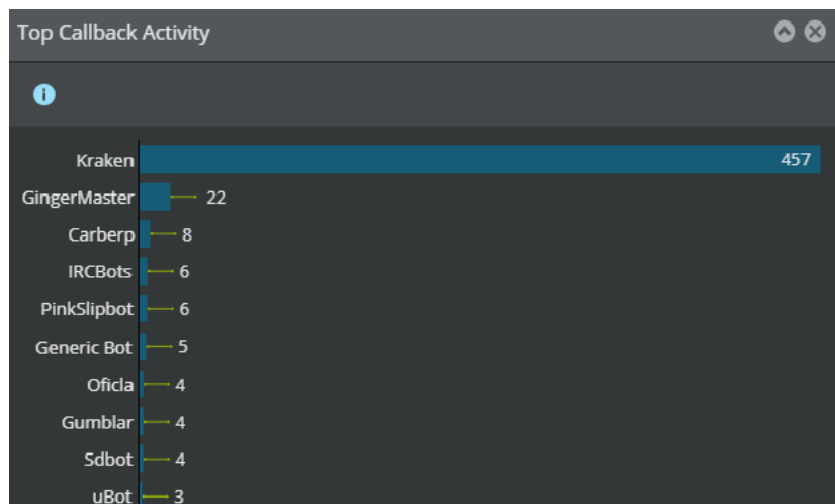 Top Callback Activity
Kraken 457
GingerMaster 22
Carberp 8
IRCBots 6
PinkSlipbot 6
Generic Bot 5
Oficla 4
Gumblar 4
Sdbot 4
uBot 3